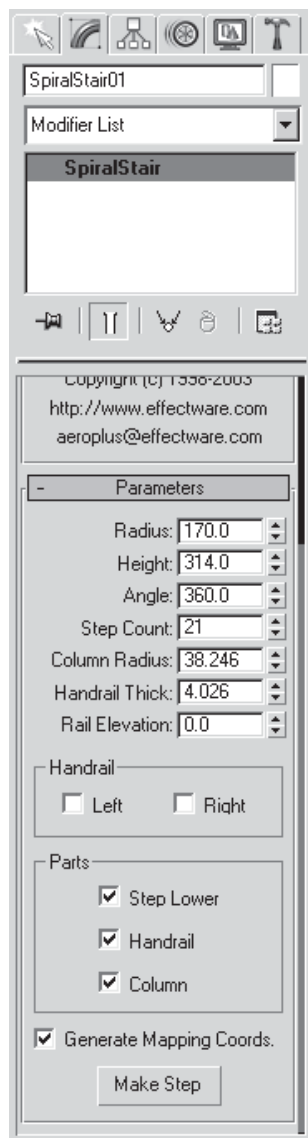 SpiralStair01
Modifier List
SpiralStair
Copyright (c) 1998-2003
http://www.effectware.com
aeroplus@effectware.com
- Parameters
Radius: 170.0
Height: 314.0
Angle: 360.0
Step Count: 21
Column Radius: 38.246
Handrail Thick: 4.026
Rail Elevation: 0.0
Handrail
Left Right
Parts
Step Lower
Handrail
Column
Generate Mapping Coords.
Make Step